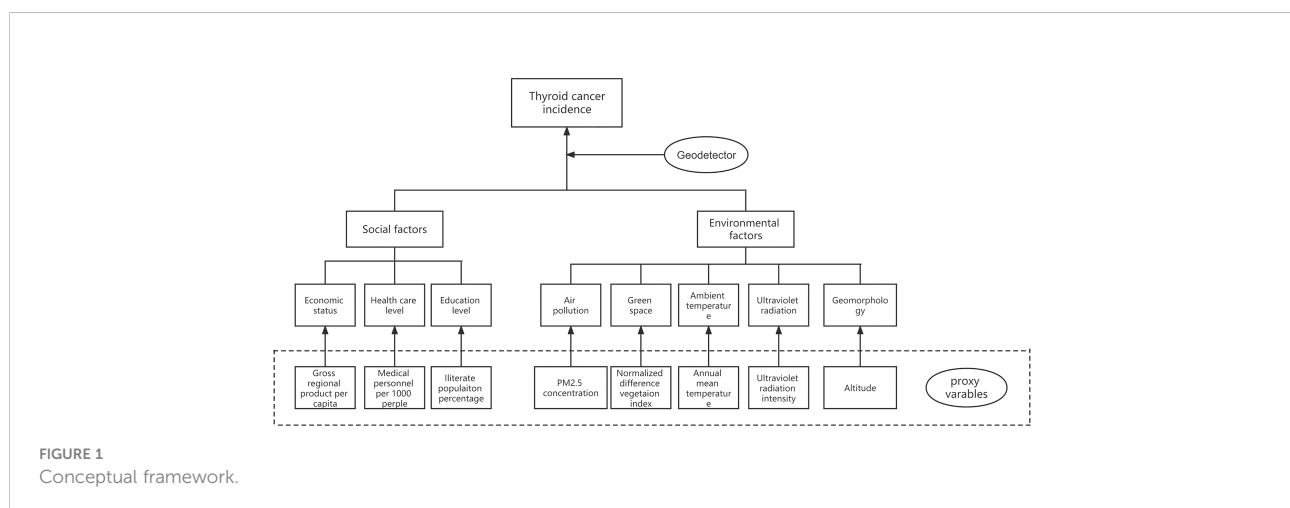 Thyroid cancer
incidence
Geodetector
Social factors
Environmental
factors
Economic
status
Health care
level
Education
level
Air
pollution
Green
space
Ambient
temperatur
e
Ultraviolet
radiation
Geomorpholo
gy
Gross
regional
product per
capita
Medical
personnel
per 1000
perple
Iliterate
populaiton
percentage
PM2.5
concentration
Normalized
difference
vegetaion
index
Annual
mean
temperatur
e
Ultraviolet
radiation
intensity
Altitude
proxy
varables
FIGURE 1
Conceptual framework.